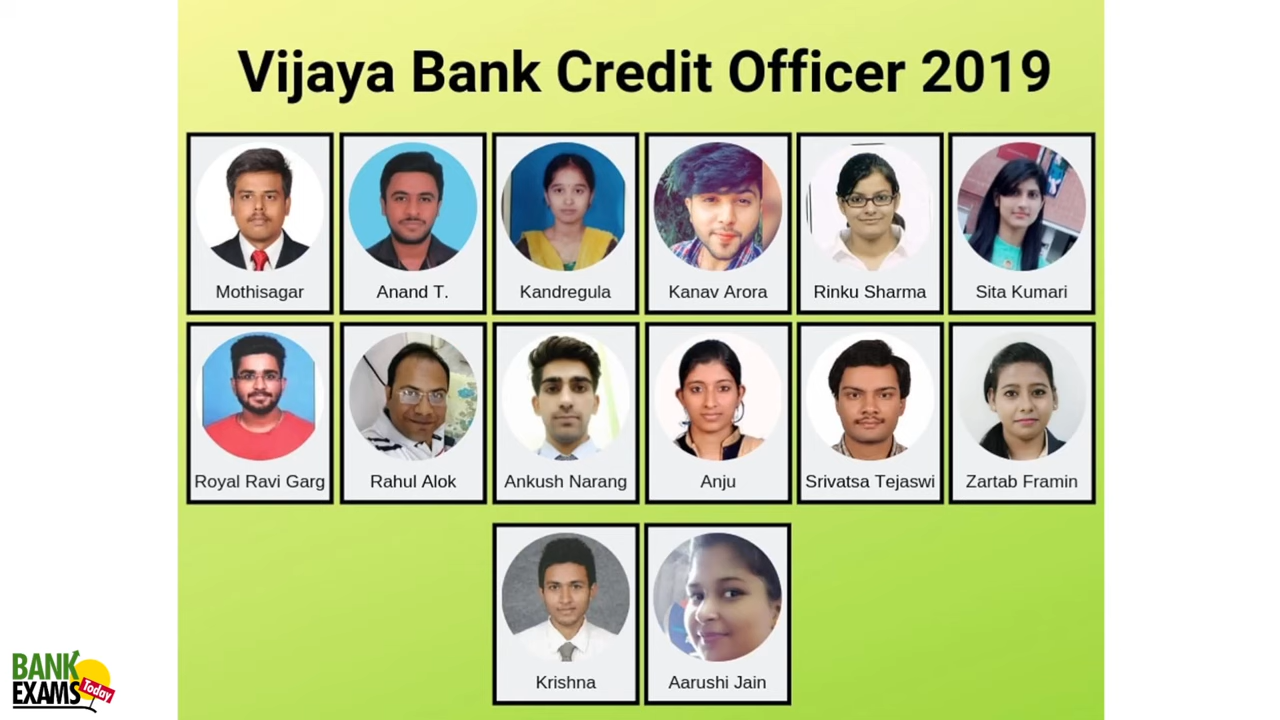 Vijaya Bank Credit Officer 2019
Mothisagar
Anand T.
Kandregula
Kanav Arora
Rinku Sharma
Sita Kumari
Royal Ravi Garg
Rahul Alok
Ankush Narang
Anju
Srivatsa Tejaswi
Zartab Framin
Krishna
Aarushi Jain
BANK
EXAMS
Today